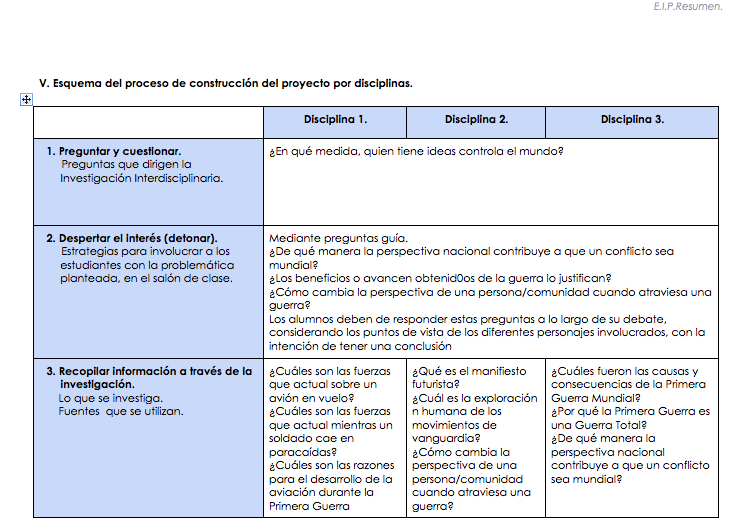 E.I.P.Resumen.
V. Esquema del proceso de construcción del proyecto por disciplinas.
Disciplina 1.
Disciplina 2.
Disciplina 3.
1. Preguntar y cuestionar.
Preguntas que dirigen la
Investigación Interdisciplinaria.
¿En qué medida, quien tiene ideas controla el mundo?
2. Despertar el interés (detonar).
Estrategias para involucrar a los
estudiantes con la problemática
planteada, en el salón de clase.
Mediante preguntas guía.
¿De qué manera la perspectiva nacional contribuye a que un conflicto sea
mundial?
¿Los beneficios o avancen obtenid0os de la guerra lo justifican?
¿Cómo cambia la perspectiva de una persona/comunidad cuando atraviesa una
guerra?
Los alumnos deben de responder estas preguntas a lo largo de su debate,
considerando los puntos de vista de los diferentes personajes involucrados, con la
intención de tener una conclusión
3. Recopilar información a través de la
investigación.
Lo que se investiga.
Fuentes que se utilizan.
¿Cuáles son las fuerzas
que actual sobre un
avión en vuelo?
¿Cuáles son las fuerzas
que actual mientras un
soldado cae en
paracaídas?
¿Cuáles son las razones
para el desarrollo de la
aviación durante la
Primera Guerra
¿Qué es el manifiesto
futurista?
¿Cuál es la exploración
n humana de los
movimientos de
vanguardia?
¿Cómo cambia la
perspectiva de una
persona/comunidad
cuando atraviesa una
guerra?
¿Cuáles fueron las causas y
consecuencias de la Primera
Guerra Mundial?
¿Por qué la Primera Guerra es
una Guerra Total?
¿De qué manera la
perspectiva nacional
contribuye a que un conflicto
sea mundial?